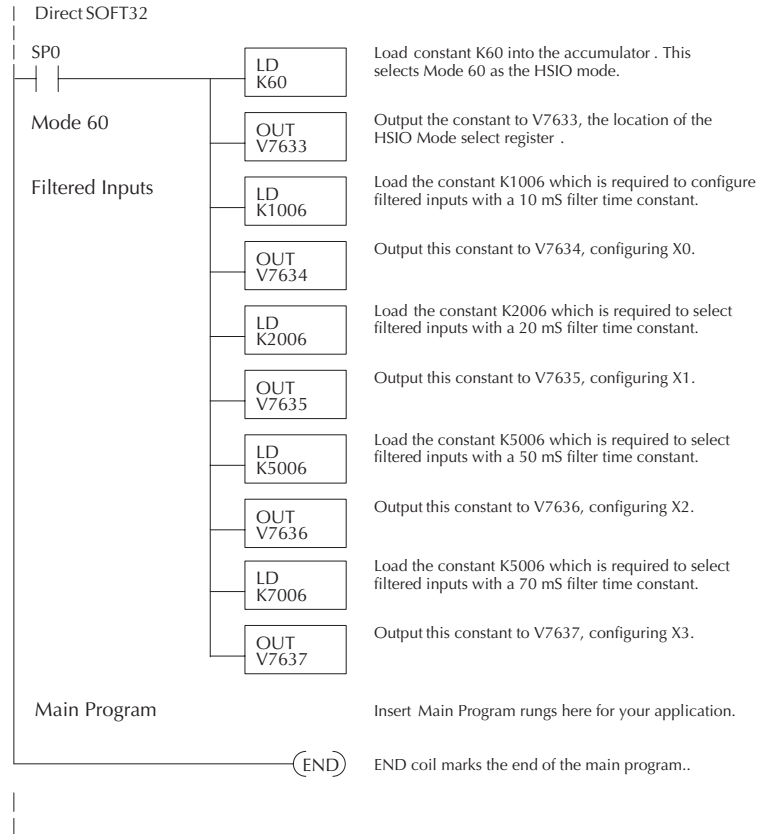 Direct SOFT32
SP0
LD
K60
Load constant K60 into the accumulator . This
selects Mode 60 as the HSIO mode.
Mode 60
OUT
V7633
Output the constant to V7633, the location of the
HSIO Mode select register .
Filtered Inputs
LD
K1006
Load the constant K1006 which is required to configure
filtered inputs with a 10 mS filter time constant.
OUT
V7634
Output this constant to V7634, configuring X0.
LD
K2006
Load the constant K2006 which is required to select
filtered inputs with a 20 mS filter time constant.
OUT
V7635
Output this constant to V7635, configuring X1.
LD
K5006
Load the constant K5006 which is required to select
filtered inputs with a 50 mS filter time constant.
OUT
V7636
Output this constant to V7636, configuring X2.
LD
K7006
Load the constant K5006 which is required to select
filtered inputs with a 70 mS filter time constant.
OUT
V7637
Output this constant to V7637, configuring X3.
Main Program
Insert Main Program rungs here for your application.
END
END coil marks the end of the main program..